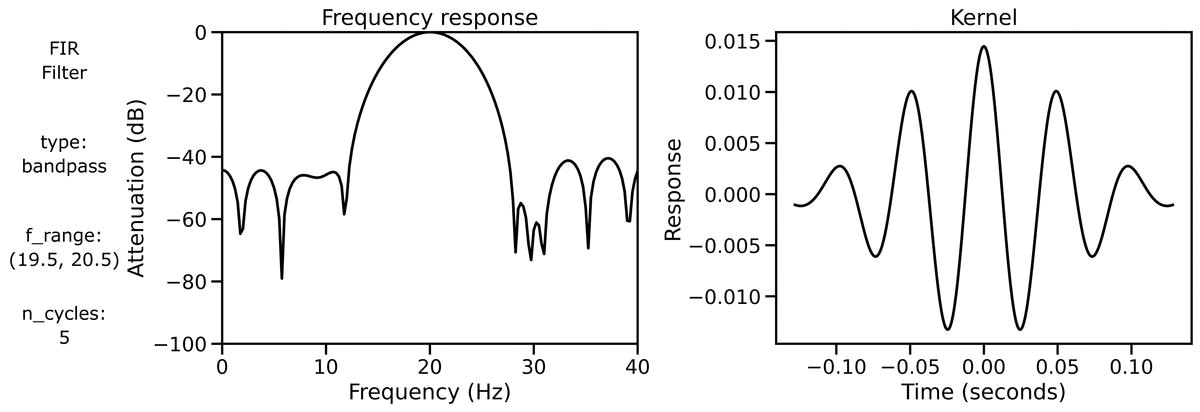 FIR
Filter
type:
bandpass
f_range:
(19.5, 20.5)
n_cycles:
5
Frequency response
Attenuation (dB)
0
−20
−40
−60
−80
−100
0 10 20 30 40
Frequency (Hz)
Kernel
Response
0.015
0.010
0.005
0.000
−0.005
−0.010
−0.10 −0.05 0.00 0.05 0.10
Time (seconds)